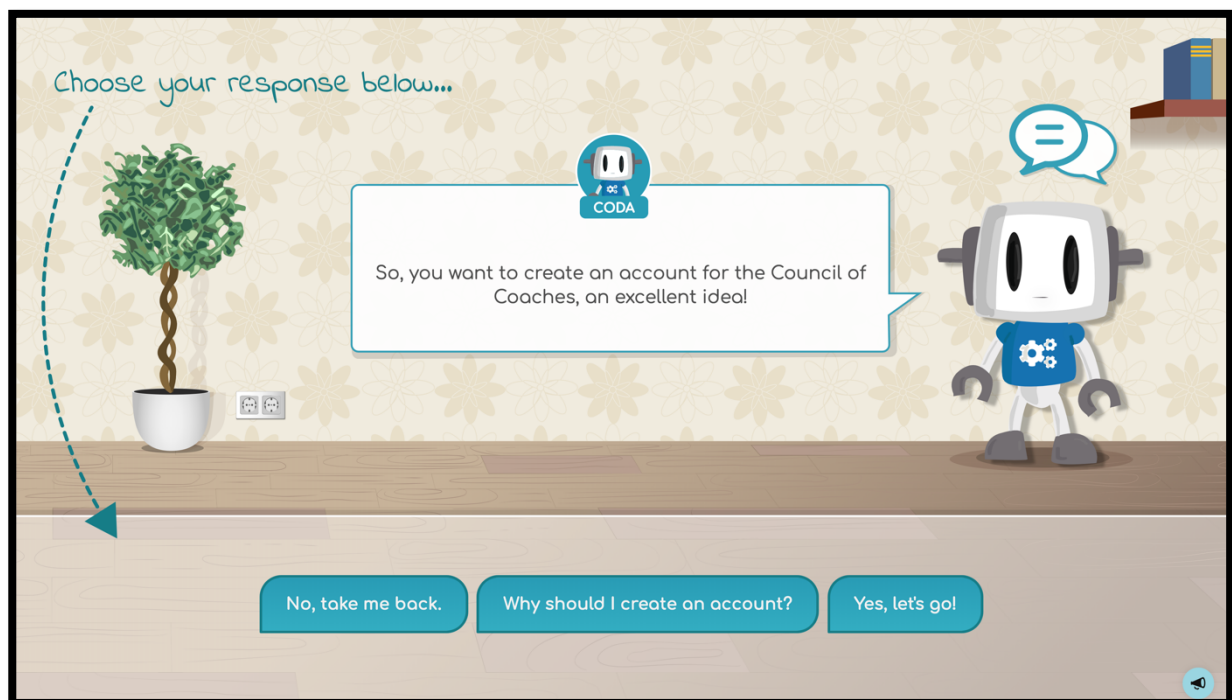 Choose your response below...
CODA
So, you want to create an account for the Council of
Coaches, an excellent idea!
No, take me back.
Why should I create an account?
Yes, let's go!